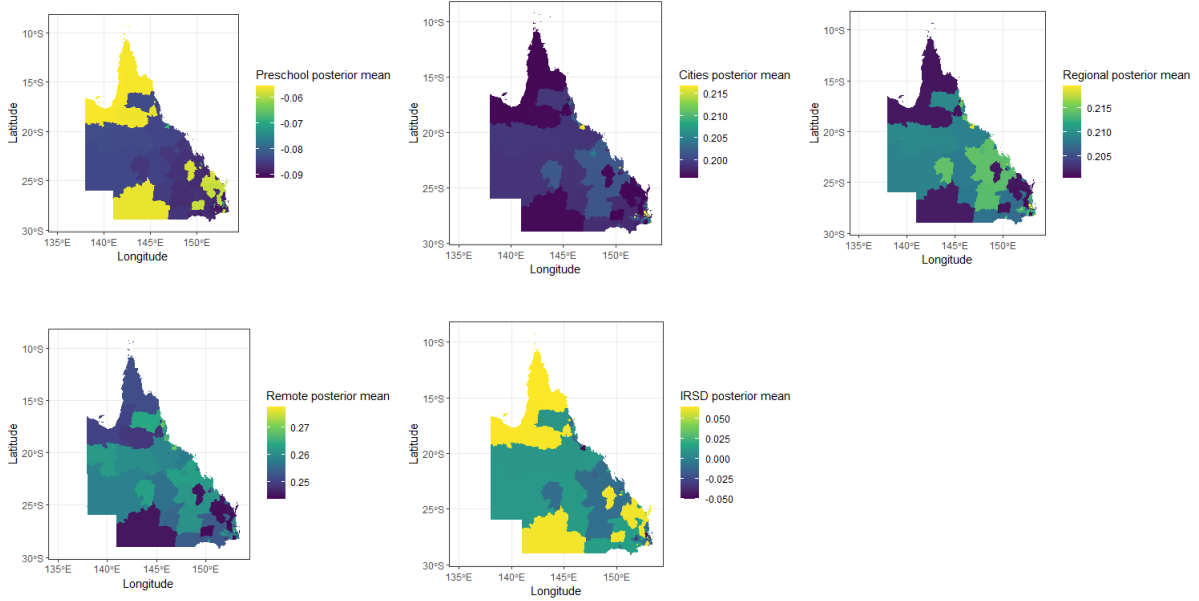 10°S
15°S
20°S
25°S
30°S
135°E 140°E 145°E 150°E
Longitude
Latitude
Preschool posterior mean
-0.06
-0.07
-0.08
-0.09
10°S
15°S
20°S
25°S
30°S
135°E 140°E 145°E 150°E
Longitude
Latitude
Cities posterior mean
0.215
0.210
0.205
0.200
10°S
15°S
20°S
25°S
30°S
135°E 140°E 145°E 150°E
Longitude
Latitude
Regional posterior mean
0.215
0.210
0.205
10°S
15°S
20°S
25°S
30°S
135°E 140°E 145°E 150°E
Longitude
Latitude
Remote posterior mean
0.27
0.26
0.25
10°S
15°S
20°S
25°S
30°S
135°E 140°E 145°E 150°E
Longitude
Latitude
IRSD posterior mean
0.050
0.025
0.000
-0.025
-0.050